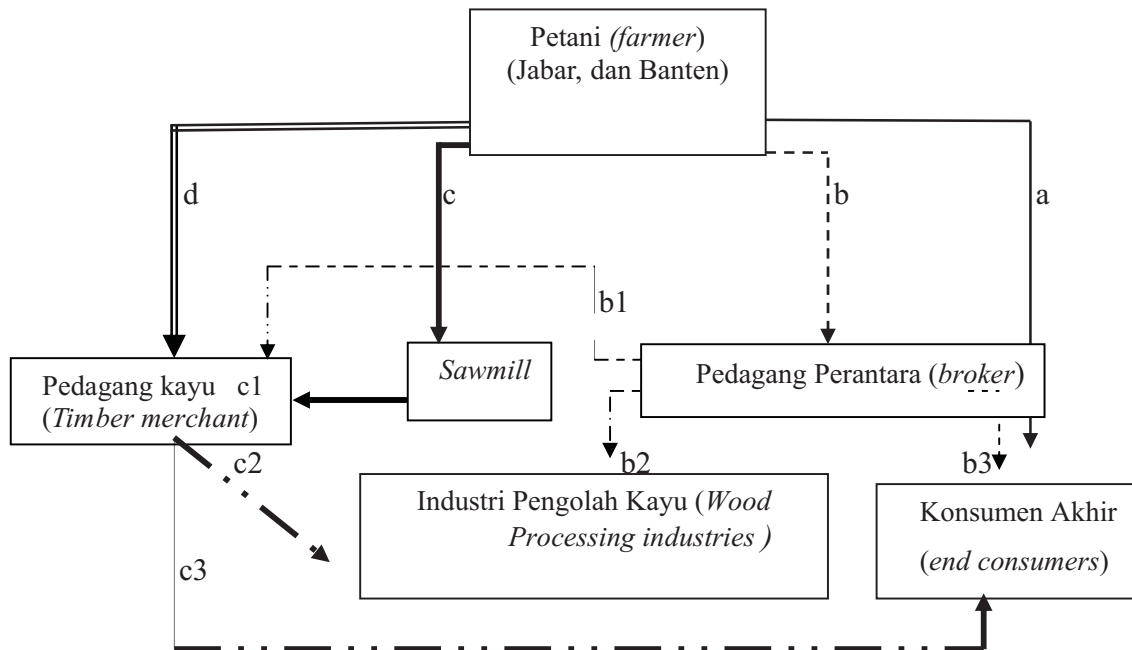 Petani (farmer)
(Jabar, dan Banten)
d
c
b
a
b1
Pedagang kayu c1
(Timber merchant)
Sawmill
Pedagang Perantara (broker)
c2
b2
b3
Industri Pengolah Kayu (Wood
Processing industries )
Konsumen Akhir
(end consumers)
c3